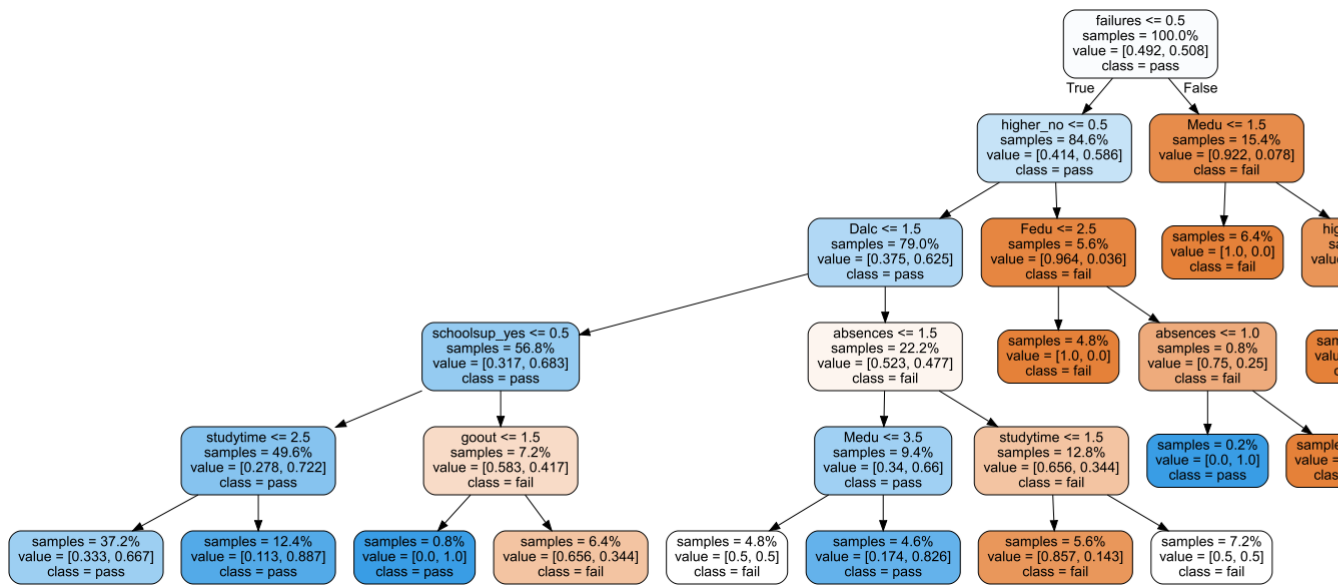 failures <= 0.5
samples = 100.0%
value = [0.492, 0.508]
class = pass
True
False
higher_no <= 0.5
samples = 84.6%
value = [0.414, 0.586]
class = pass
Medu <= 1.5
samples = 15.4%
value = [0.922, 0.078]
class = fail
Dalc <= 1.5
samples = 79.0%
value = [0.375, 0.625]
class = pass
Fedu <= 2.5
samples = 5.6%
value = [0.964, 0.036]
class = fail
samples = 6.4%
value = [1.0, 0.0]
class = fail
schoolsup_yes <= 0.5
samples = 56.8%
value = [0.317, 0.683]
class = pass
absences <= 1.5
samples = 22.2%
value = [0.523, 0.477]
class = fail
samples = 4.8%
value = [1.0, 0.0]
class = fail
absences <= 1.0
samples = 0.8%
value = [0.75, 0.25]
class = fail
studytime <= 2.5
samples = 49.6%
value = [0.278, 0.722]
class = pass
goout <= 1.5
samples = 7.2%
value = [0.583, 0.417]
class = fail
Medu <= 3.5
samples = 9.4%
value = [0.34, 0.66]
class = pass
studytime <= 1.5
samples = 12.8%
value = [0.656, 0.344]
class = fail
samples = 0.2%
value = [0.0, 1.0]
class = pass
value =
samples = 37.2%
value = [0.333, 0.667]
class = pass
samples = 12.4%
value = [0.113, 0.887]
class = pass
samples = 0.8%
value = [0.0, 1.0]
class = pass
samples = 6.4%
value = [0.656, 0.344]
class = fail
samples = 4.8%
value = [0.5, 0.5]
class = fail
samples = 4.6%
value = [0.174, 0.826]
class = pass
samples = 5.6%
value = [0.857, 0.143]
class = fail
samples = 7.2%
value = [0.5, 0.5]
class = fail